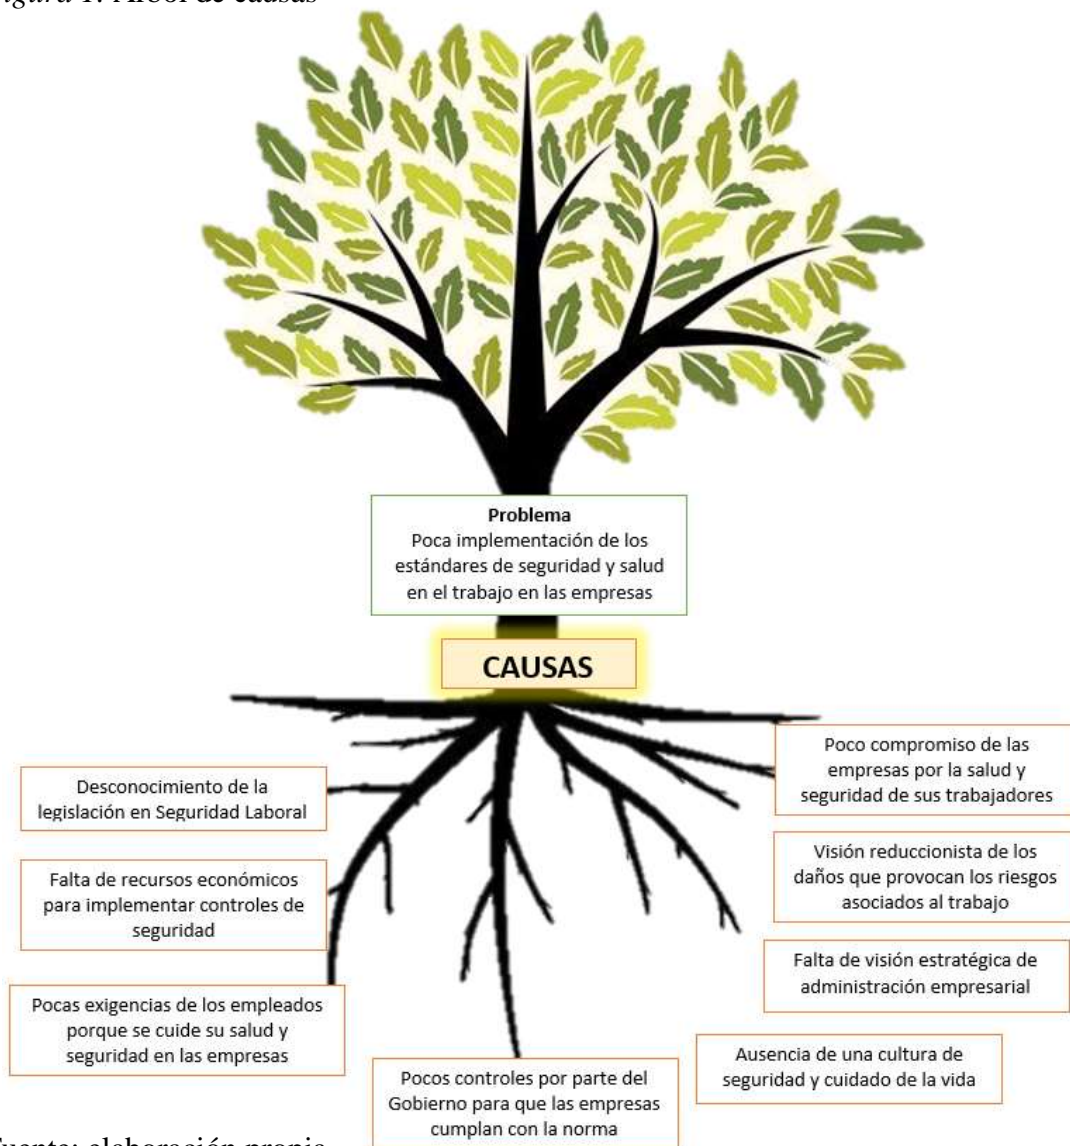 1. Árbol de causas
Problema
Poca implementación de los
estándares de seguridad y salud
en el trabajo en las empresas
CAUSAS
Desconocimiento de la
legislación en Seguridad Laboral
Falta de recursos económicos
para implementar controles de
seguridad
Pocas exigencias de los empleados
porque se cuide su salud y
seguridad en las empresas
Pocos controles por parte del
Gobierno para que las empresas
cumplan con la norma
Poco compromiso de las
empresas por la salud y
seguridad de sus trabajadores
Visión reduccionista de los
daños que provocan los riesgos
asociados al trabajo
Falta de visión estratégica de
administración empresarial
Ausencia de una cultura de
seguridad y cuidado de la vida
elaboración propia